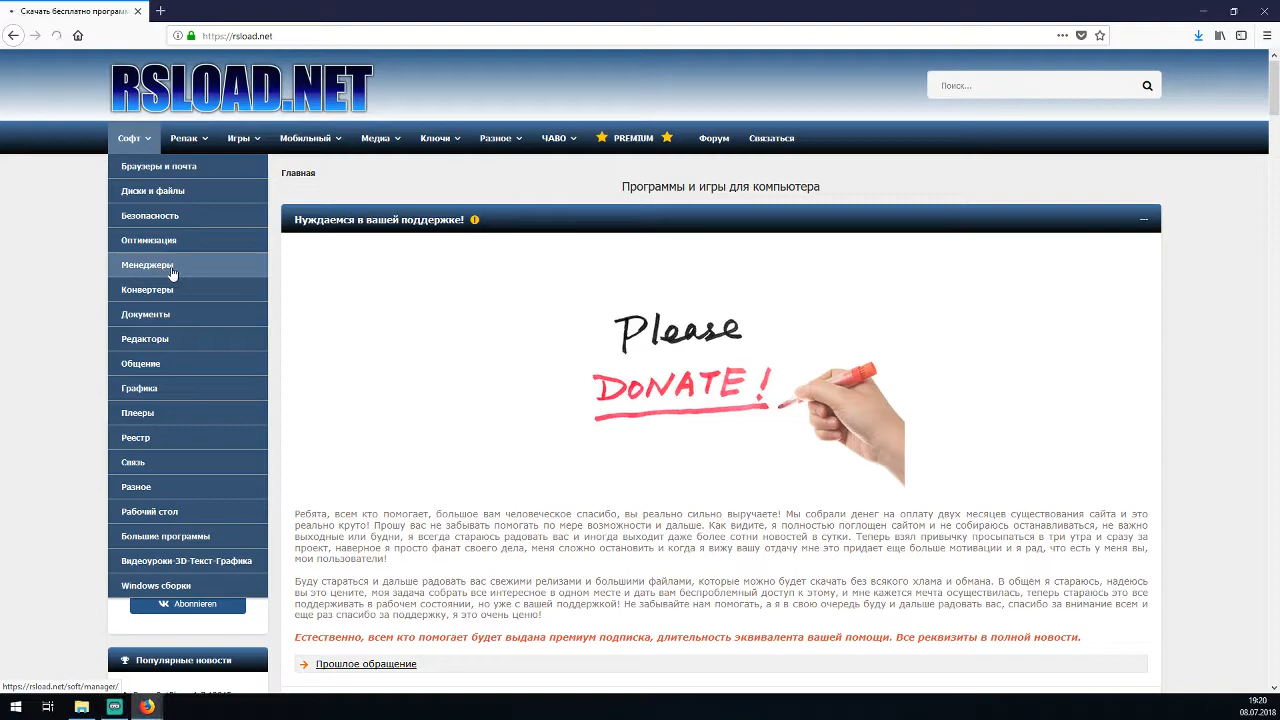 Скачать бесплатно програм
https://rsload.net
RSLOAD.NET
Поиск...
Софт Репак Игры Мобильный Медиа Ключи Разное ЧАВО PREMIUM Форум Связаться
Браузеры и почта
Диски и файлы
Безопасность
Оптимизация
Менеджеры
Конвертеры
Документы
Редакторы
Общение
Графика
Плееры
Реестр
Связь
Разное
Рабочий стол
Большие программы
Видеоуроки-3D-Текст-Графика
Windows сборки
Abonnieren
Популярные новости
Главная
Программы и игры для компьютера
Нуждаемся в вашей поддержке!
Please
DONATE!
Ребята, всем кто помогает, большое вам человеческое спасибо, вы реально сильно выручаете! Мы собрали денег на оплату двух месяцев существования сайта и это
реально круто! Прошу вас не забывать помогать по мере возможности и дальше. Как видите, я полностью поглощен сайтом и не собираюсь останавливаться, не важно
выходные или будни, я всегда стараюсь радовать вас и иногда выходит даже более сотни новостей в сутки. Теперь взял привычку просыпаться в три утра и сразу за
проект, наверное я просто фанат своего дела, меня сложно остановить и когда я вижу вашу отдачу мне это придает еще больше мотивации и я рад, что есть у меня вы,
мои пользователи!
Буду стараться и дальше радовать вас свежими релизами и большими файлами, которые можно будет скачать без всякого хлама и обмана. В общем я стараюсь, надеюсь
вы это цените, моя задача собрать все интересное в одном месте и дать вам беспроблемный доступ к этому, и мне кажется мечта осуществилась, теперь стараюсь все это
поддерживать в рабочем состоянии, но уже с вашей поддержкой! Не забывайте нам помогать, а я в свою очередь буду и дальше радовать вас, спасибо за внимание всем и
еще раз спасибо за поддержку, я это очень ценю!
Естественно, всем кто помогает будет выдана премиум подписка, длительность эквивалента вашей помощи. Все реквизиты в полной новости.
Прошлое обращение
https://rsload.net/soft/manager/
19:20
08.07.2018